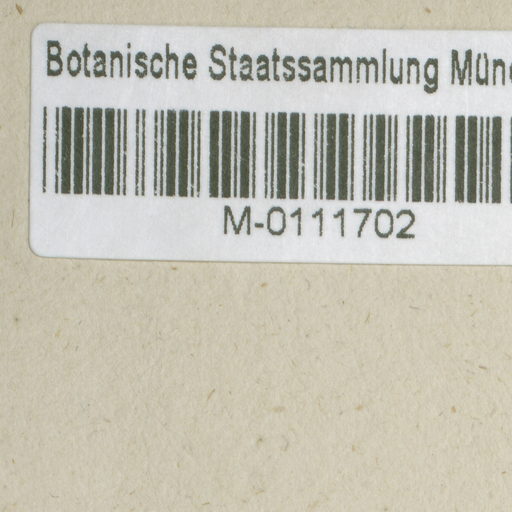 Botanische Staatssammlung Mün
M-0111702